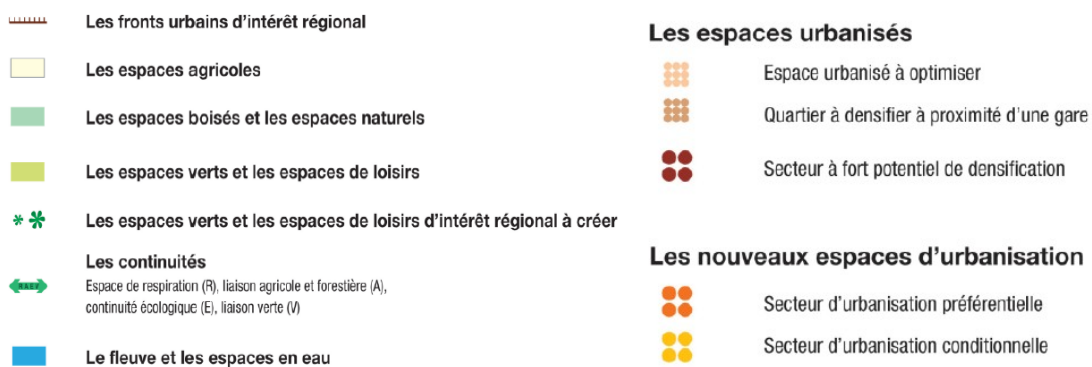 Les fronts urbains d'intérêt régional
Les espaces agricoles
Les espaces boisés et les espaces naturels
Les espaces verts et les espaces de loisirs
Les espaces verts et les espaces de loisirs d'intérêt régional à créer
Les continuités
R A E V
Espace de respiration (R), liaison agricole et forestière (A),
continuité écologique (E), liaison verte (V)
Le fleuve et les espaces en eau
Les espaces urbanisés
Espace urbanisé à optimiser
Quartier à densifier à proximité d'une gare
Secteur à fort potentiel de densification
Les nouveaux espaces d'urbanisation
Secteur d'urbanisation préférentielle
Secteur d'urbanisation conditionnelle